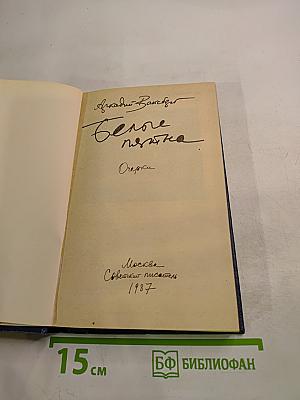 Аркадий Ваксберг
Белые
пятна
Очерки
Москва
Советский писатель
1987
15 см
БФ БИБЛИОФАН